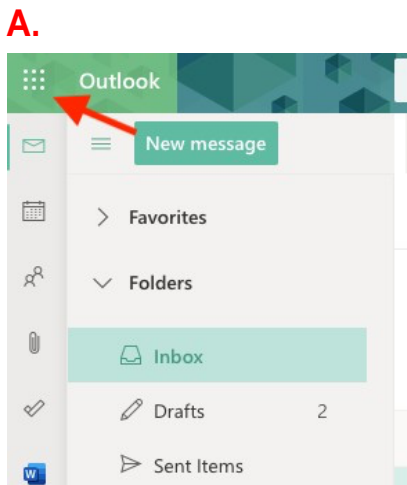 A.
Outlook
New message
Favorites
Folders
Inbox
Drafts 2
Sent Items
W